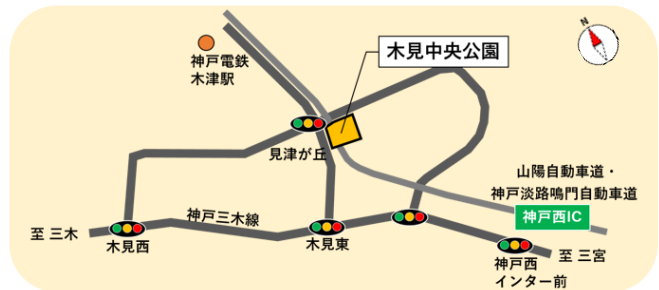 N
木見中央公園
神戸電鉄
木津駅
見津が丘
山陽自動車道・
神戸淡路鳴門自動車道
神戸西IC
神戸三木線
至 三木
木見西
木見東
神戸西
インター前
至 三宮